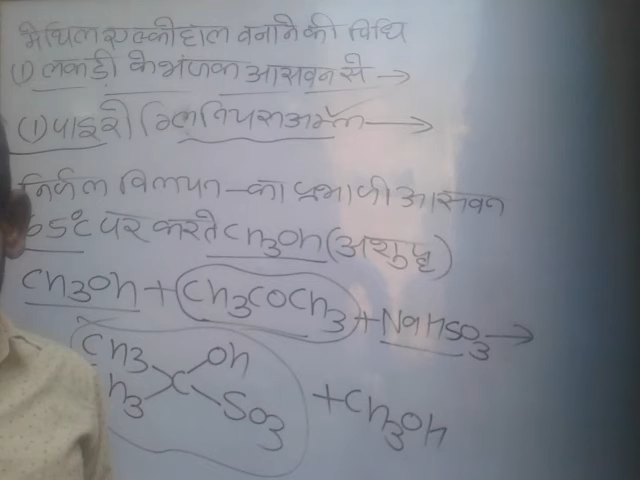 मेथिल एल्कोहाल बनाने की विधि
(1) लकड़ी के भंजक आसवन से →
(1) पाइरो लिग्नियस अम्ल →
निर्जल विलयन का प्रभाजी आसवन
65°C पर करते CH3OH (अशुद्ध)
CH3OH + CH3COCH3 + NaHSO3 →
CH3 OH
H3 C SO3 + CH3OH